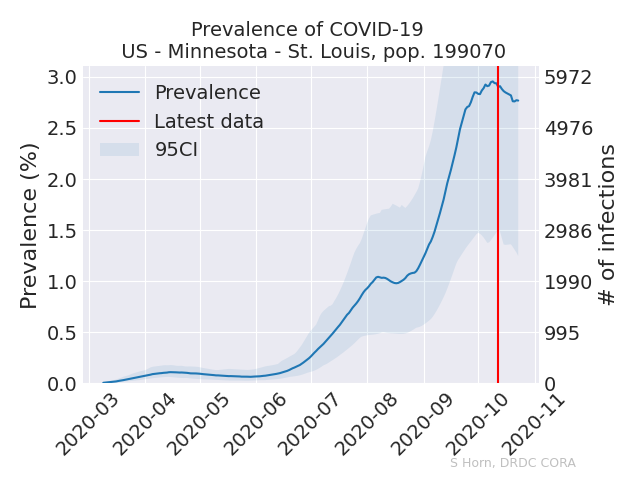 Prevalence of COVID-19
US - Minnesota - St. Louis, pop. 199070
3.0
2.5
2.0
1.5
1.0
0.5
0.0
Prevalence (%)
Prevalence
Latest data
95CI
5972
4976
3981
2986
1990
995
0
# of infections
2020-03
2020-04
2020-05
2020-06
2020-07
2020-08
2020-09
2020-10
2020-11
S Horn, DRDC CORA